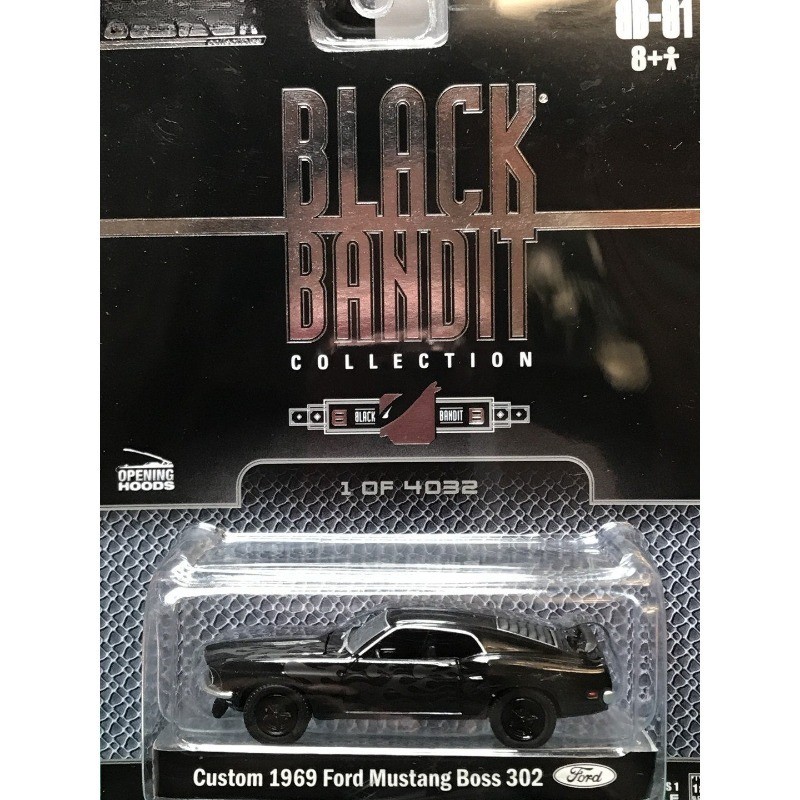 8+
BLACK
BANDIT
COLLECTION
BLACK BANDIT
OPENING
HOODS
1 OF 4032
Custom 1969 Ford Mustang Boss 302 Ford